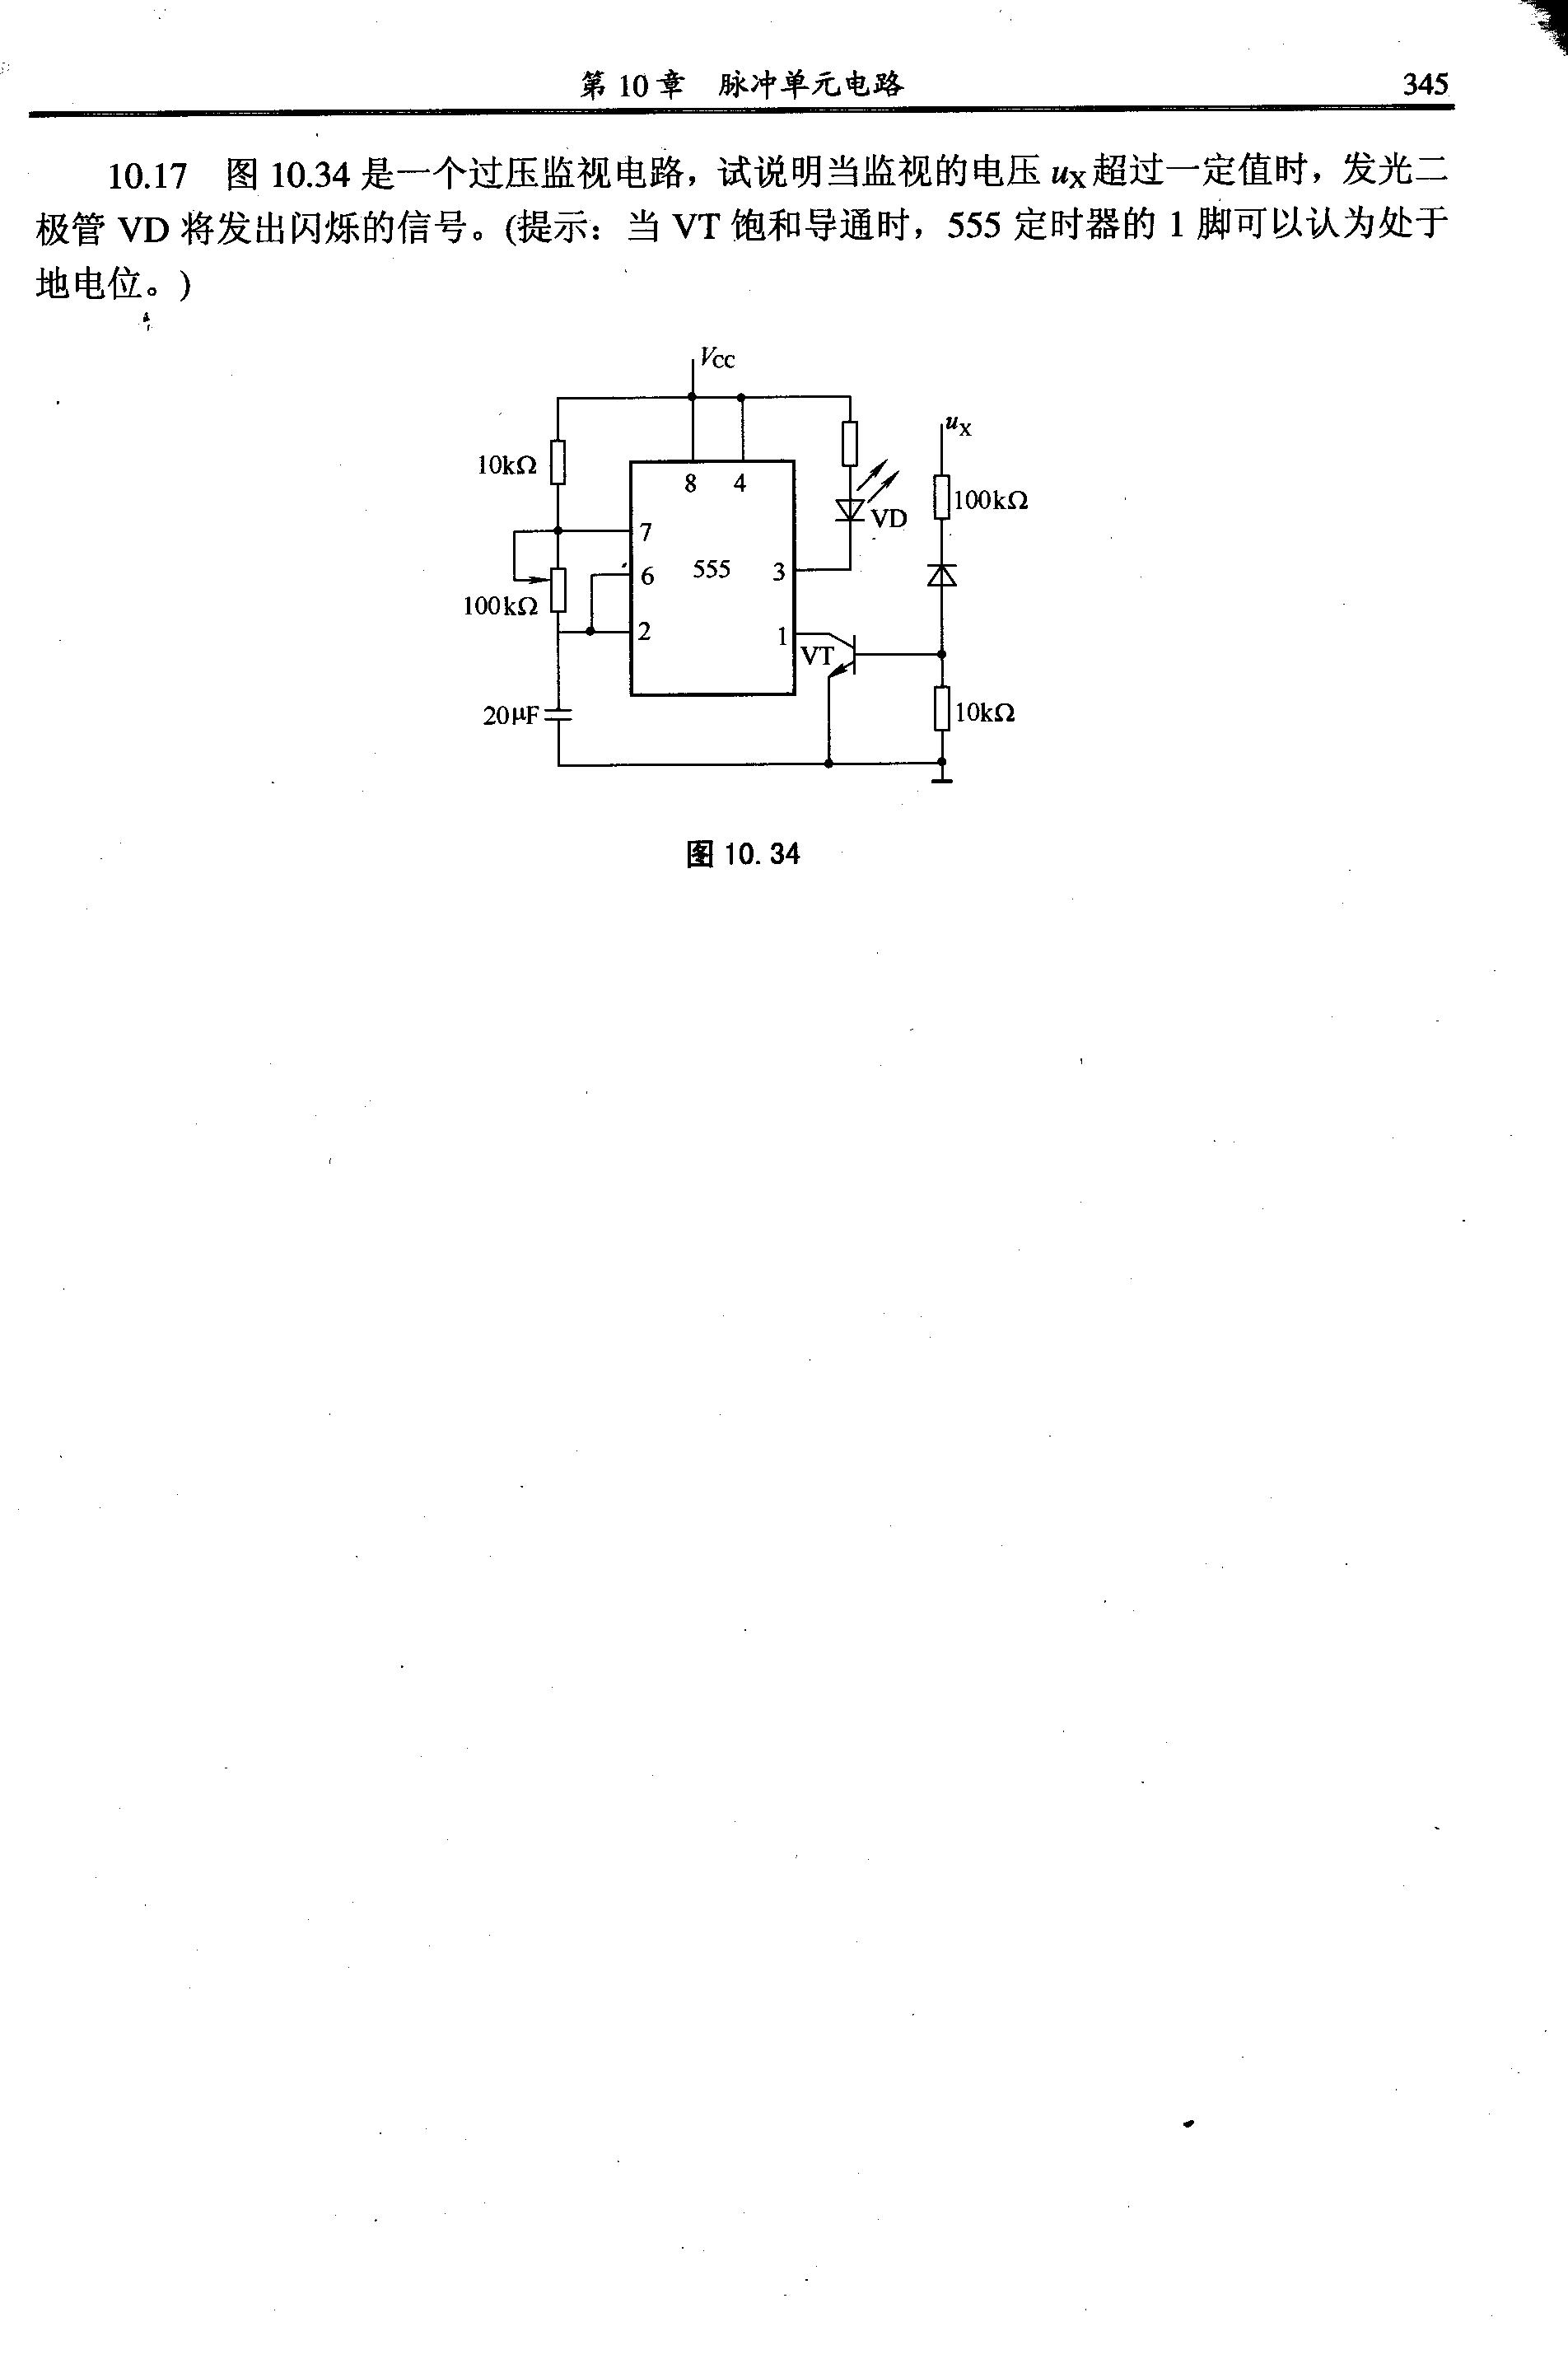 第 10 章 脉冲单元电路 345
10.17 图 10.34 是一个过压监视电路，试说明当监视的电压 uX 超过一定值时，发光二
极管 VD 将发出闪烁的信号。(提示：当 VT 饱和导通时，555 定时器的 1 脚可以认为处于
地电位。)
VCC
uX
10kΩ
8 4
100kΩ
7
VD
6 555 3
100kΩ
2 1
VT
20μF
10kΩ
图 10.34